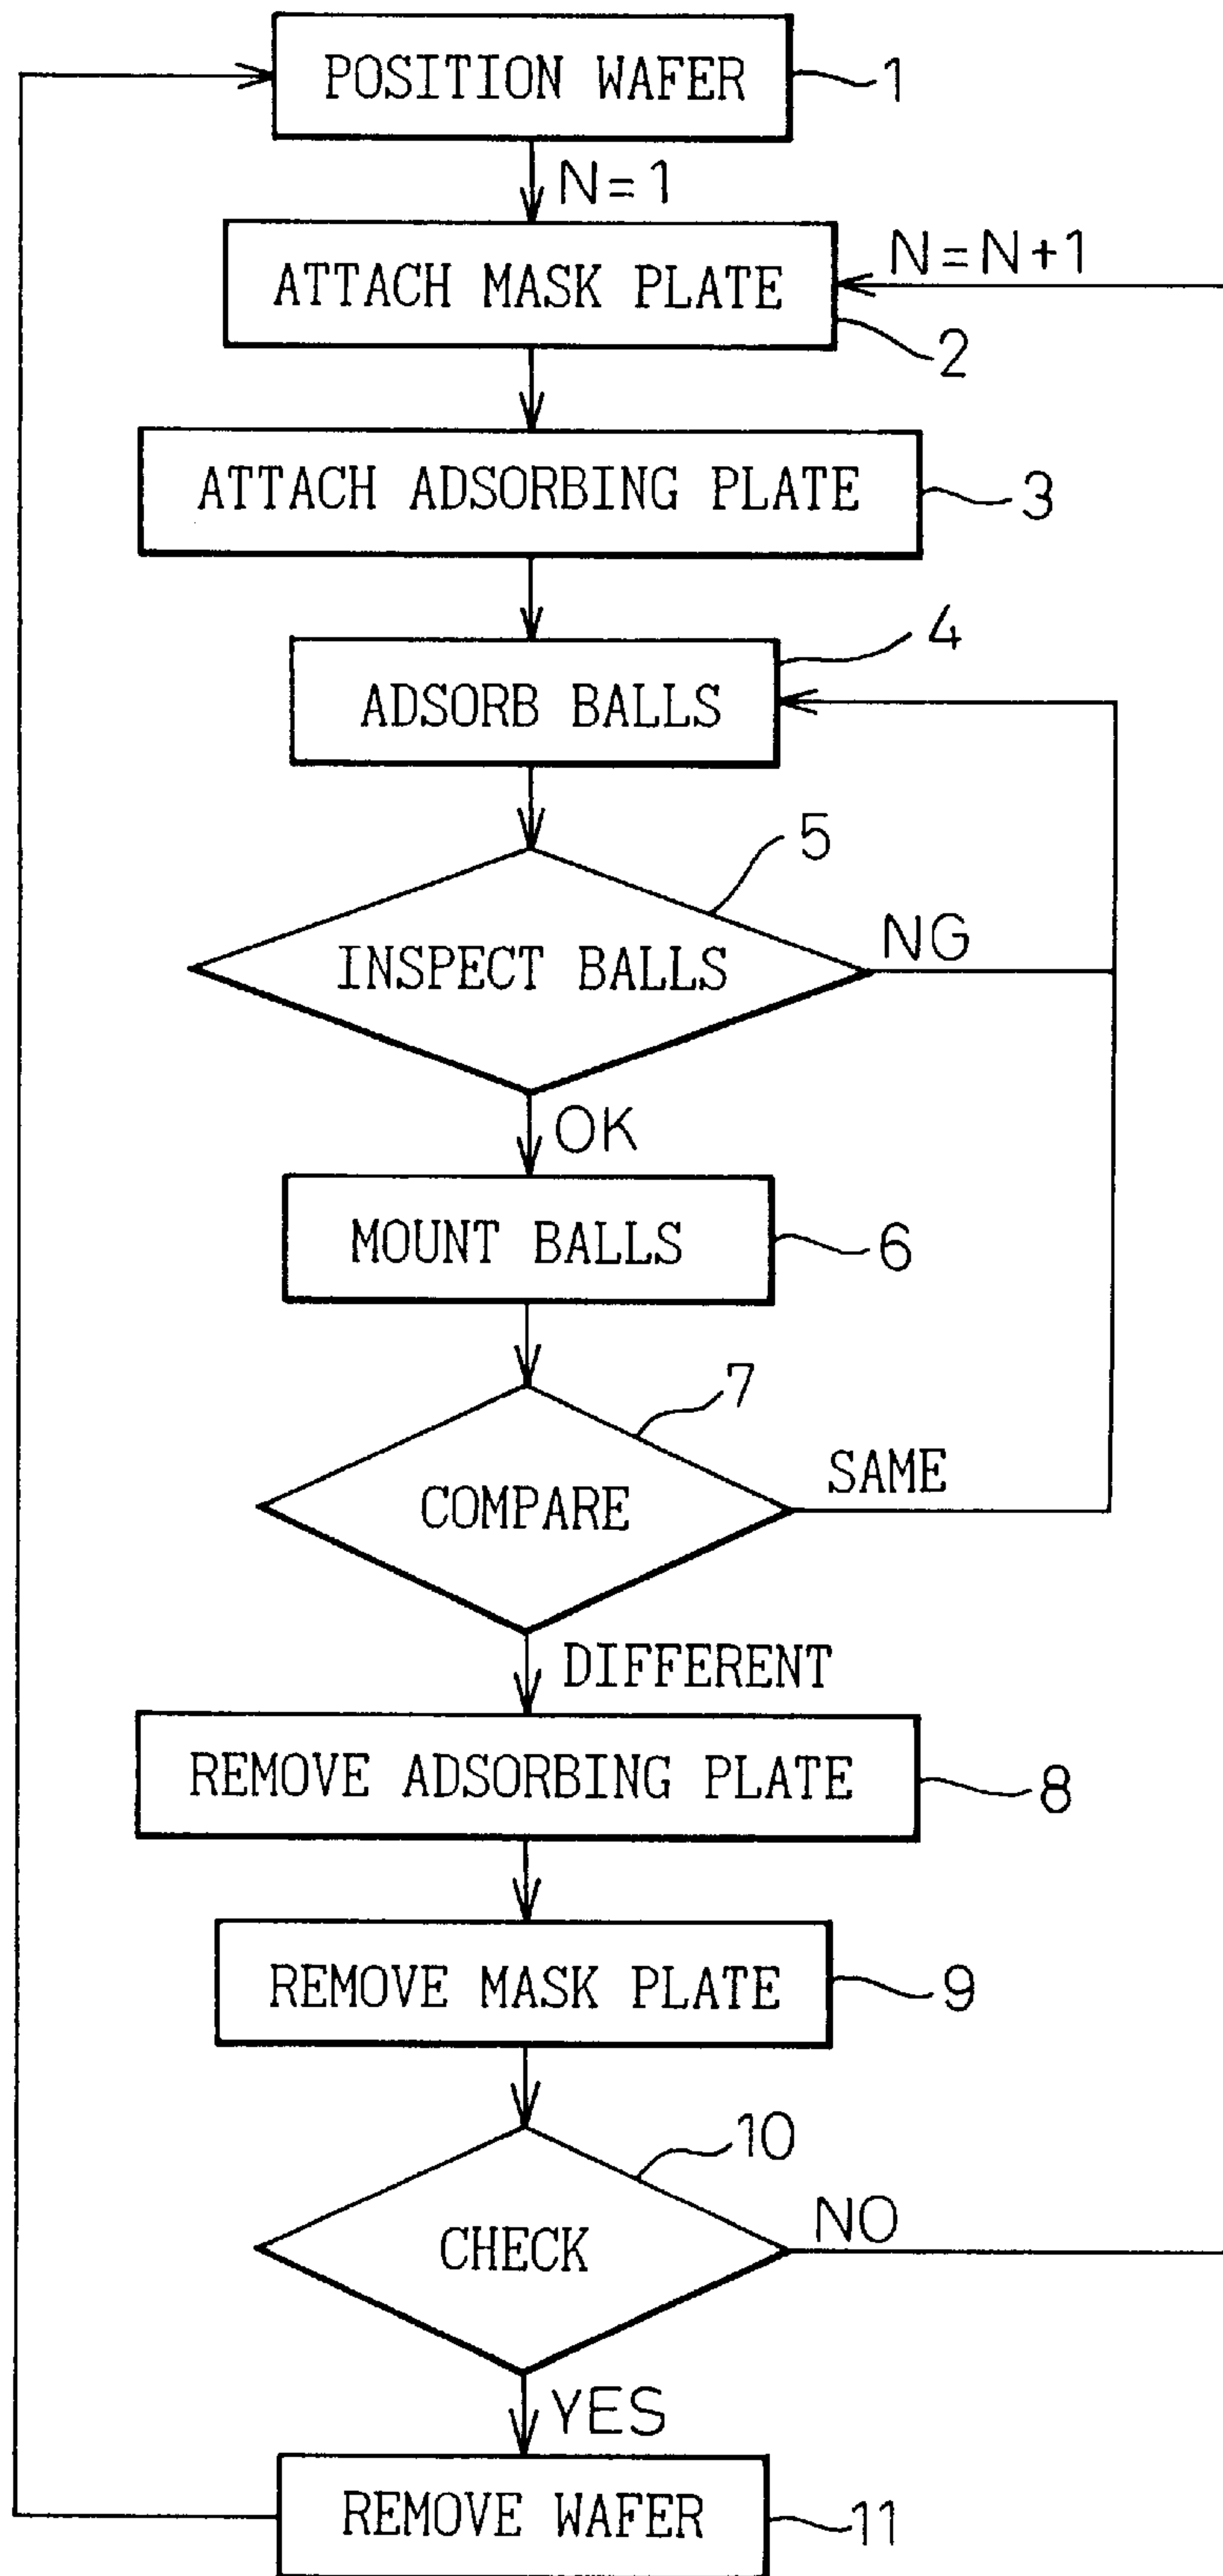 POSITION WAFER
1
N=1
ATTACH MASK PLATE
N=N+1
2
ATTACH ADSORBING PLATE
3
4
ADSORB BALLS
5
INSPECT BALLS
NG
OK
MOUNT BALLS
6
7
COMPARE
SAME
DIFFERENT
REMOVE ADSORBING PLATE
8
REMOVE MASK PLATE
9
10
CHECK
NO
YES
REMOVE WAFER
11